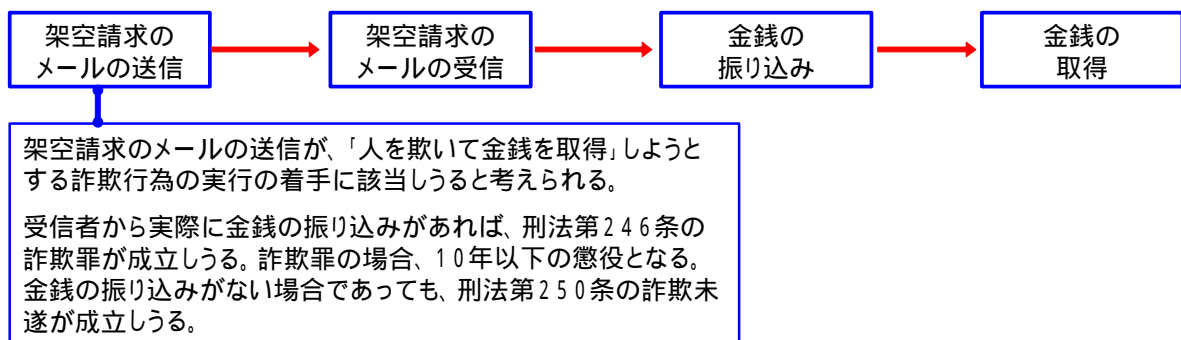 架空請求の
メールの送信
架空請求の
メールの受信
金銭の
振り込み
金銭の
取得
架空請求のメールの送信が、「人を欺いて金銭を取得」しようと
する詐欺行為の実行の着手に該当しうると考えられる。
受信者から実際に金銭の振り込みがあれば、刑法第246条の
詐欺罪が成立しうる。詐欺罪の場合、10年以下の懲役となる。
金銭の振り込みがない場合であっても、刑法第250条の詐欺未
遂が成立しうる。